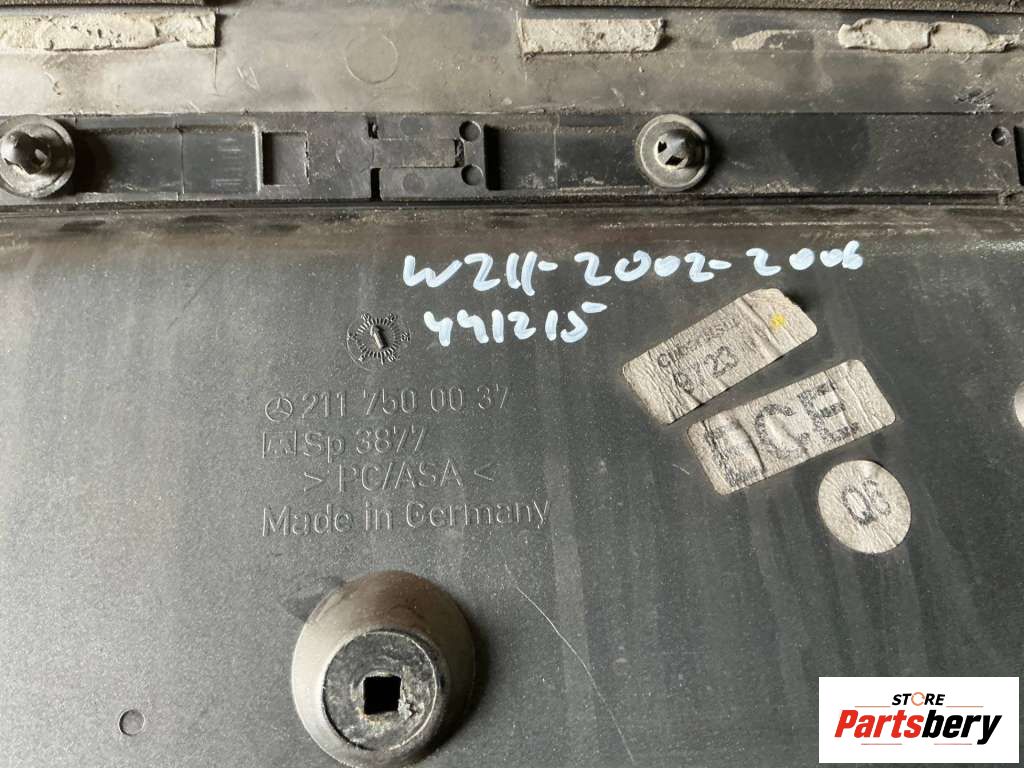 W211-2002-2006
441215
211 750 00 37
Sp 3877
> PC/ASA <
Made in Germany
9723
ECE
Q6
STORE
Partsbery